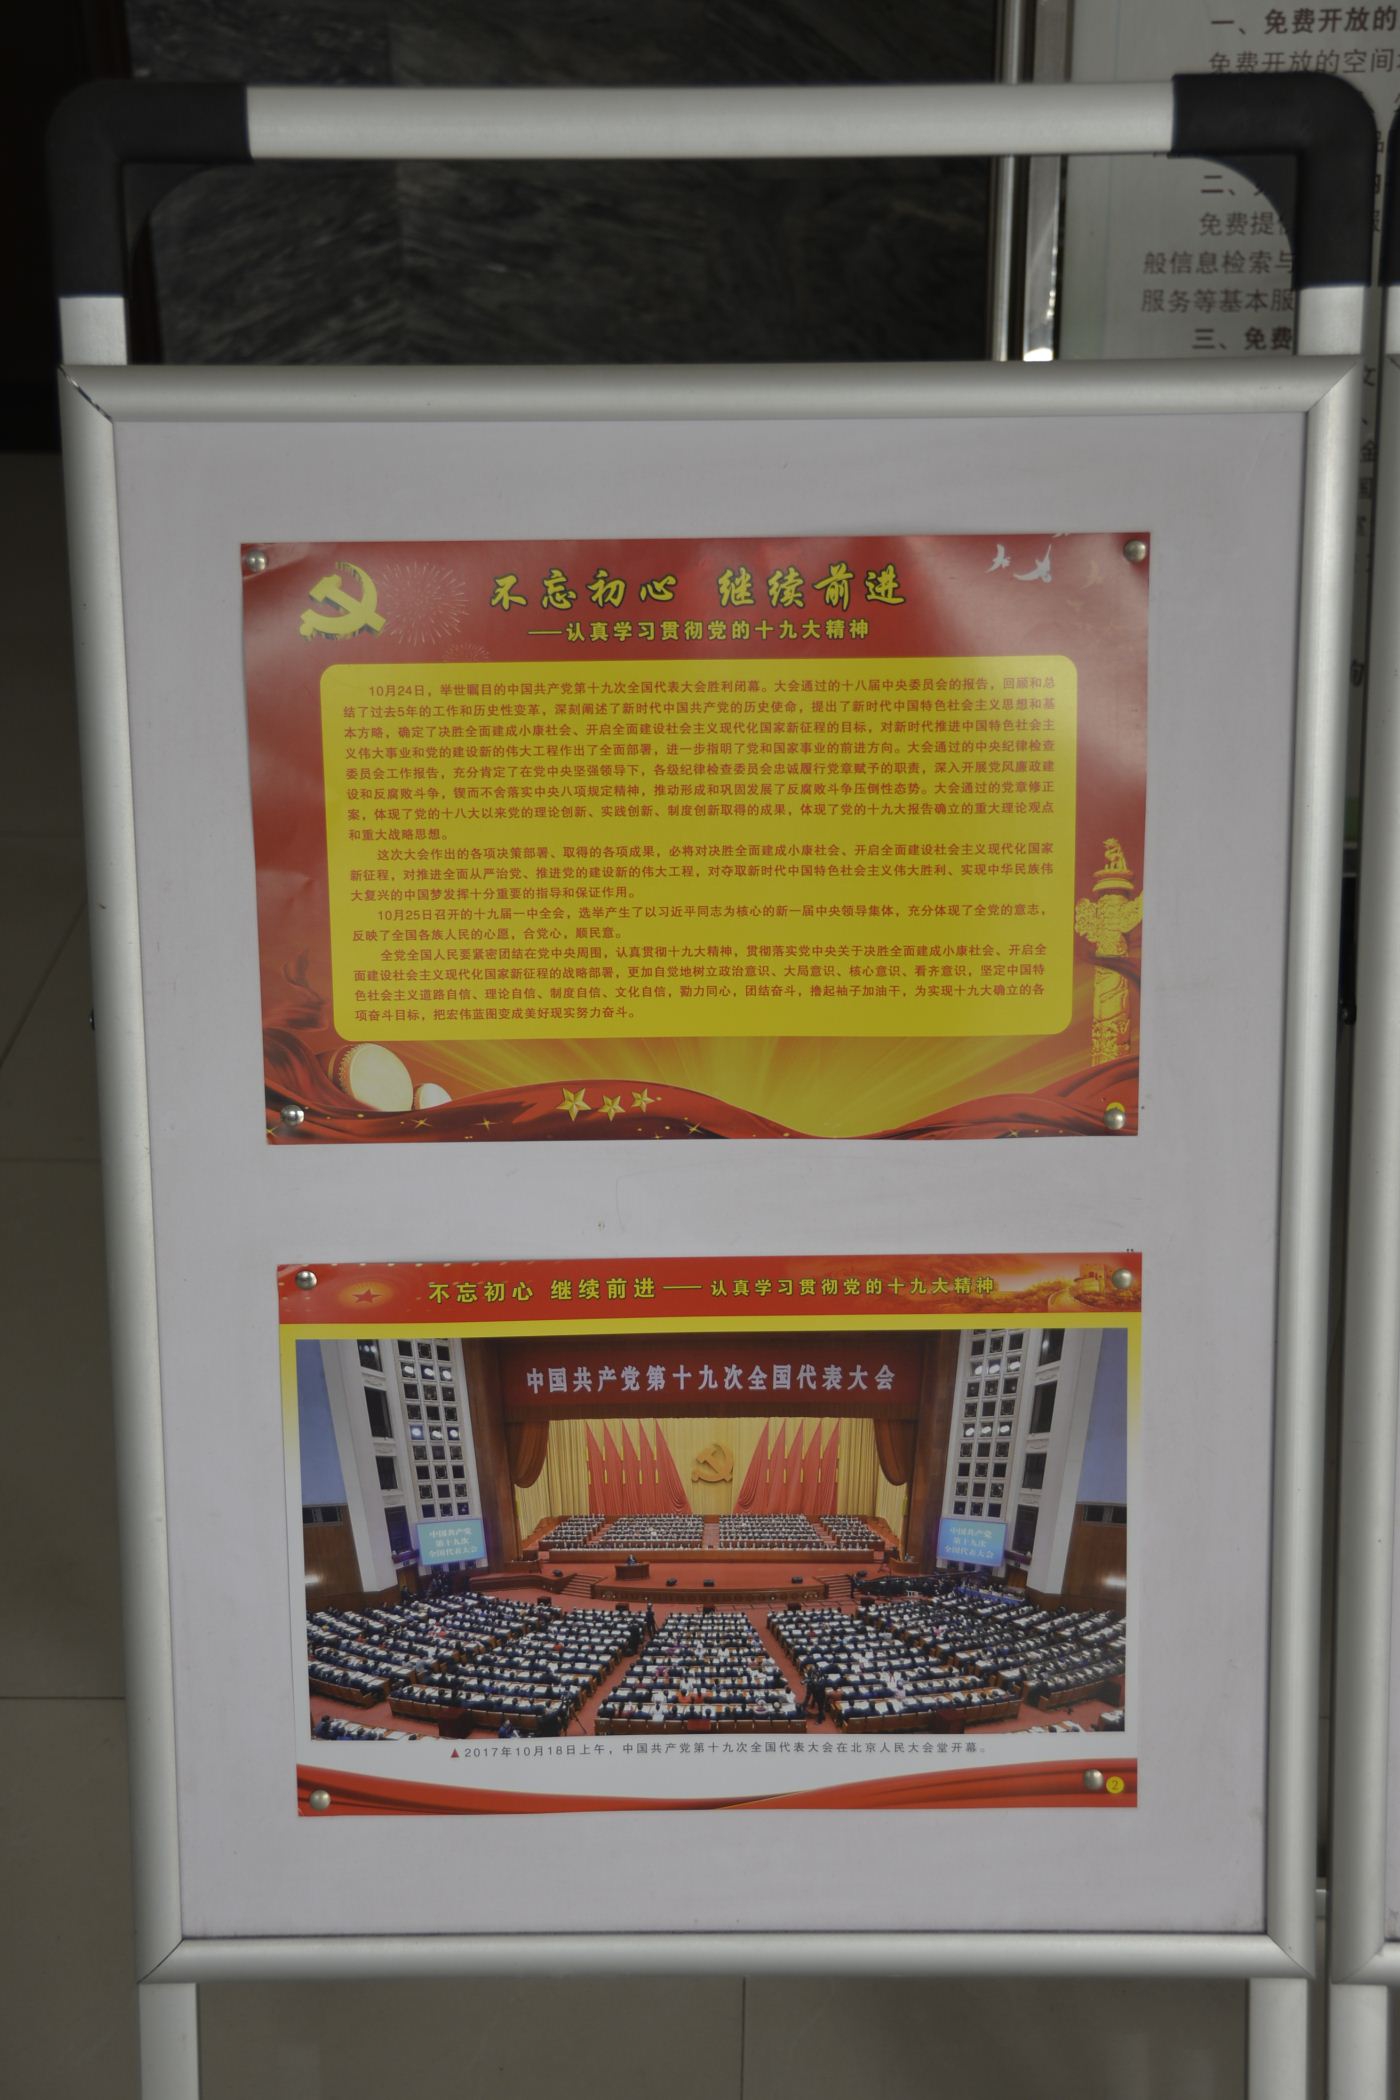 一、免费开放的
免费开放的空间
二、免
免费提供
般信息检索与
服务等基本服
三、免费
不忘初心 继续前进
——认真学习贯彻党的十九大精神
10月24日，举世瞩目的中国共产党第十九次全国代表大会胜利闭幕。大会通过的十八届中央委员会的报告，回顾和总
结了过去5年的工作和历史性变革，深刻阐述了新时代中国共产党的历史使命，提出了新时代中国特色社会主义思想和基
本方略，确定了决胜全面建成小康社会、开启全面建设社会主义现代化国家新征程的目标，对新时代推进中国特色社会主
义伟大事业和党的建设新的伟大工程作出了全面部署，进一步指明了党和国家事业的前进方向。大会通过的中央纪律检查
委员会工作报告，充分肯定了在党中央坚强领导下，各级纪律检查委员会忠诚履行党章赋予的职责，深入开展党风廉政建
设和反腐败斗争，锲而不舍落实中央八项规定精神，推动形成和巩固发展了反腐败斗争压倒性态势。大会通过的党章修正
案，体现了党的十八大以来党的理论创新、实践创新、制度创新取得的成果，体现了党的十九大报告确立的重大理论观点
和重大战略思想。
这次大会作出的各项决策部署、取得的各项成果，必将对决胜全面建成小康社会、开启全面建设社会主义现代化国家
新征程，对推进全面从严治党、推进党的建设新的伟大工程，对夺取新时代中国特色社会主义伟大胜利、实现中华民族伟
大复兴的中国梦发挥十分重要的指导和保证作用。
10月25日召开的十九届一中全会，选举产生了以习近平同志为核心的新一届中央领导集体，充分体现了全党的意志，
反映了全国各族人民的心愿，合党心，顺民意。
全党全国人民要紧密团结在党中央周围，认真贯彻十九大精神，贯彻落实党中央关于决胜全面建成小康社会、开启全
面建设社会主义现代化国家新征程的战略部署，更加自觉地树立政治意识、大局意识、核心意识、看齐意识，坚定中国特
色社会主义道路自信、理论自信、制度自信、文化自信，勠力同心，团结奋斗，撸起袖子加油干，为实现十九大确立的各
项奋斗目标，把宏伟蓝图变成美好现实努力奋斗。
不忘初心 继续前进——认真学习贯彻党的十九大精神
中国共产党第十九次全国代表大会
中国共产党
第十九次
全国代表大会
中国共产党
第十九次
全国代表大会
▲2017年10月18日上午，中国共产党第十九次全国代表大会在北京人民大会堂开幕。
2